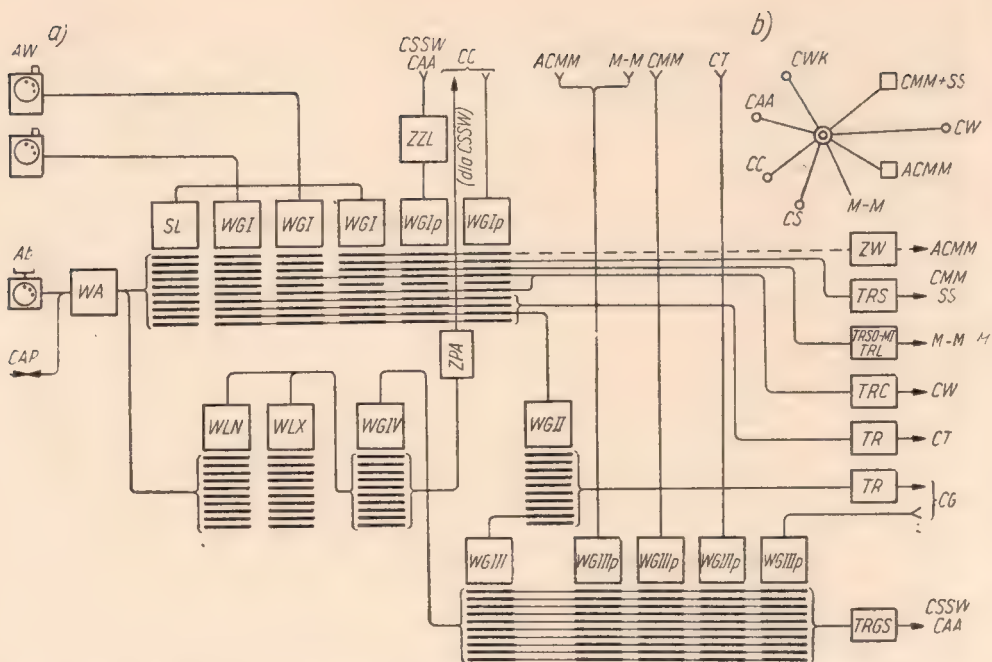 a)
b)
AW
CSSW
CAA
CC
ACMM
M-M
CMM
CT
CWK
CMM+SS
CAA
CW
CC
ACMM
CS
M-M
ZZL
(dla CSSW)
SL
WGI
WGI
WGI
WGIp
WGIp
ZW
ACMM
Ab
WA
CMM
SS
TRS
CAP
ZPA
TRSO-MT
TRL
M-M
TRC
CW
WLN
WLX
WGIV
WGII
TR
CT
TR
CG
WGIII
WGIIIp
WGIIIp
WGIIIp
WGIIIp
TRGS
CSSW
CAA